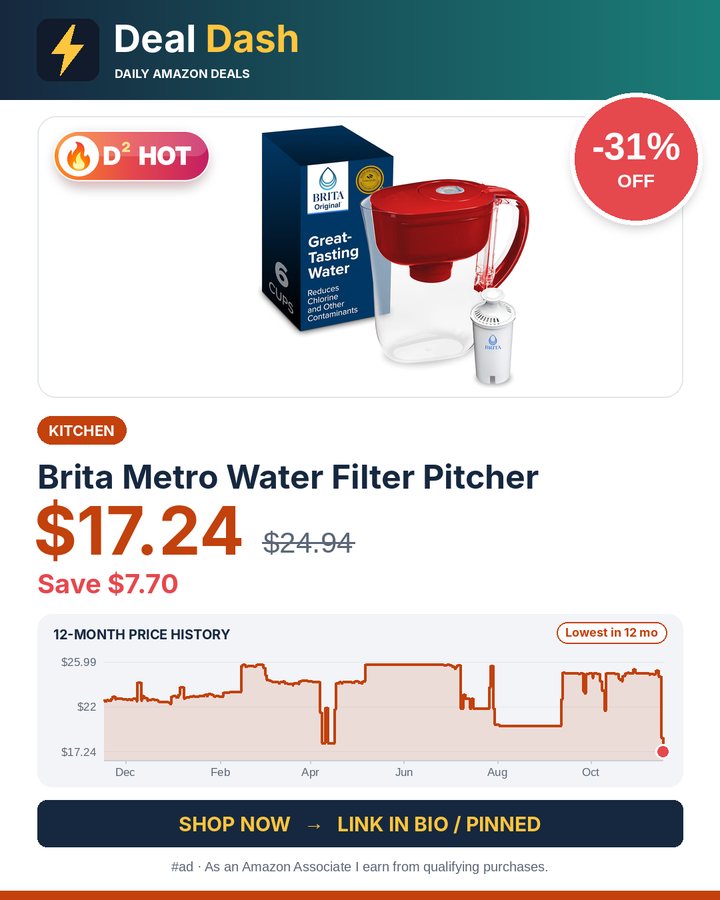 Deal Dash
DAILY AMAZON DEALS
D² HOT
-31%
OFF
BRITA
Original
Great-
Tasting
Water
Reduces
Chlorine
and Other
Contaminants
6
CUPS
BRITA
KITCHEN
Brita Metro Water Filter Pitcher
$17.24 $24.94
Save $7.70
12-MONTH PRICE HISTORY
Lowest in 12 mo
$25.99
$22
$17.24
Dec Feb Apr Jun Aug Oct
SHOP NOW → LINK IN BIO / PINNED
#ad · As an Amazon Associate I earn from qualifying purchases.